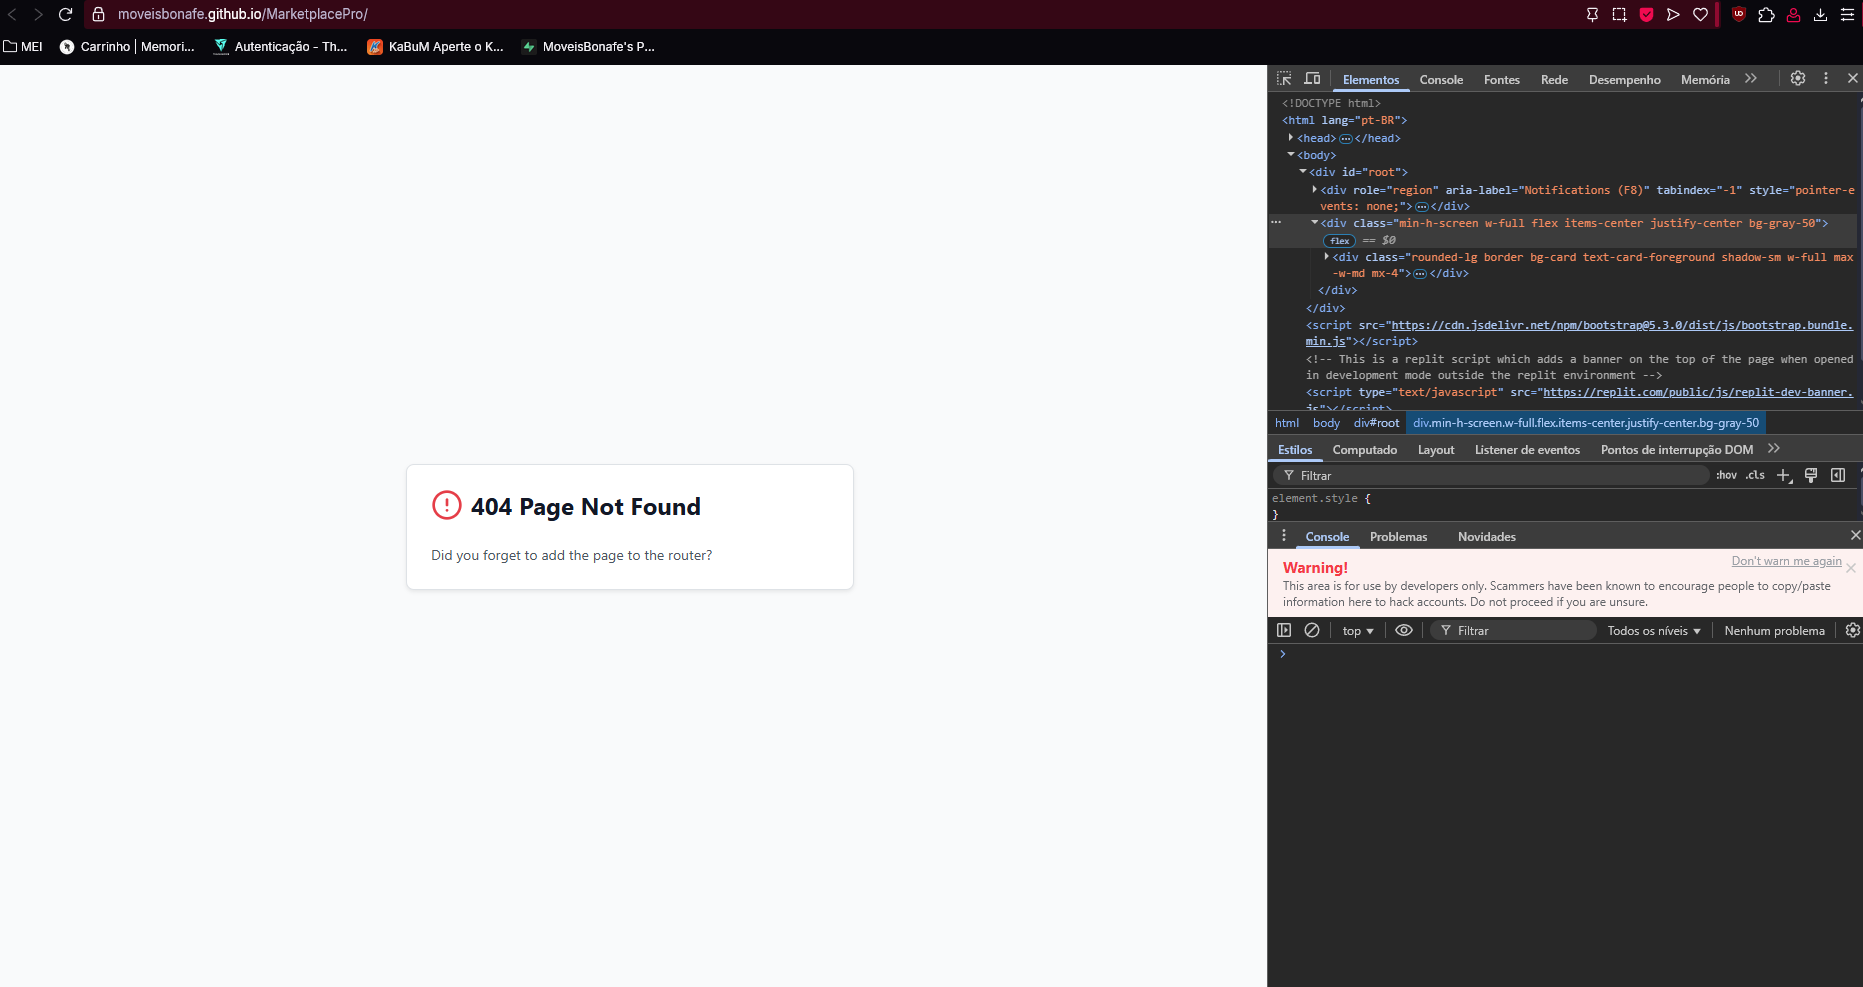 moveisbonafe.github.io/MarketplacePro/
MEI
Carrinho | Memori...
Autenticação - Th...
KaBuM Aperte o K...
MoveisBonafe's P...
Elementos
Console
Fontes
Rede
Desempenho
Memória
<!DOCTYPE html>
<html lang="pt-BR">
<head>
</head>
<body>
<div id="root">
<div role="region" aria-label="Notifications (F8)" tabindex="-1" style="pointer-e
vents: none;"> </div>
<div class="min-h-screen w-full flex items-center justify-center bg-gray-50">
flex == $0
<div class="rounded-lg border bg-card text-card-foreground shadow-sm w-full max
-w-md mx-4"> </div>
</div>
</div>
<script src="https://cdn.jsdelivr.net/npm/bootstrap@5.3.0/dist/js/bootstrap.bundle.
min.js"></script>
<!-- This is a replit script which adds a banner on the top of the page when opened
in development mode outside the replit environment -->
<script type="text/javascript" src="https://replit.com/public/js/replit-dev-banner.
js"></script>
html body div#root div.min-h-screen.w-full.flex.items-center.justify-center.bg-gray-50
Estilos
Computado
Layout
Listener de eventos
Pontos de interrupção DOM
Filtrar
:hov .cls
element.style {
}
404 Page Not Found
Did you forget to add the page to the router?
Console
Problemas
Novidades
Don't warn me again
Warning!
This area is for use by developers only. Scammers have been known to encourage people to copy/paste
information here to hack accounts. Do not proceed if you are unsure.
top
Filtrar
Todos os níveis
Nenhum problema